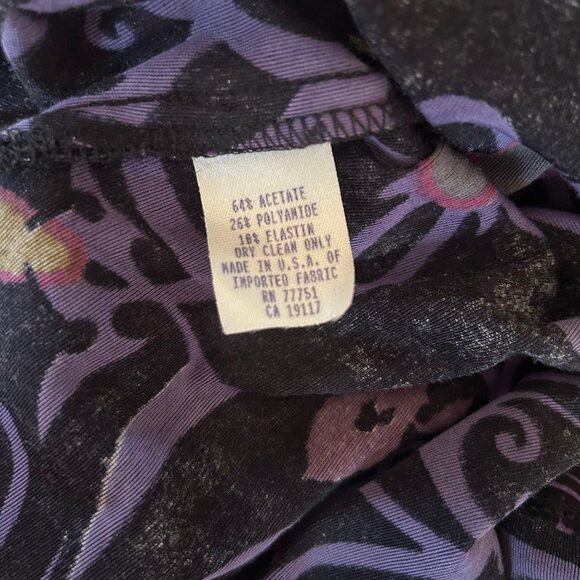 64% ACETATE
26% POLYAMIDE
10% ELASTIN
DRY CLEAN ONLY
MADE IN U.S.A. OF
IMPORTED FABRIC
RN 77751
CA 19117